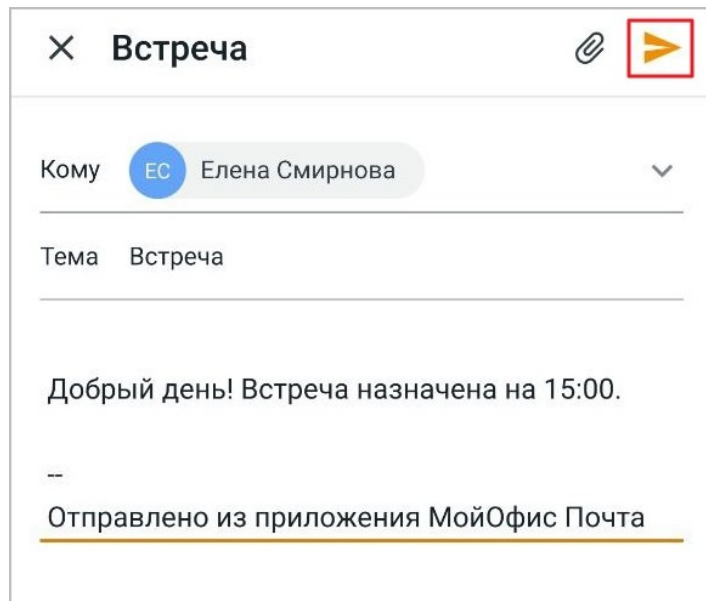 Встреча
Кому ЕС Елена Смирнова
Тема Встреча
Добрый день! Встреча назначена на 15:00.
--
Отправлено из приложения МойОфис Почта